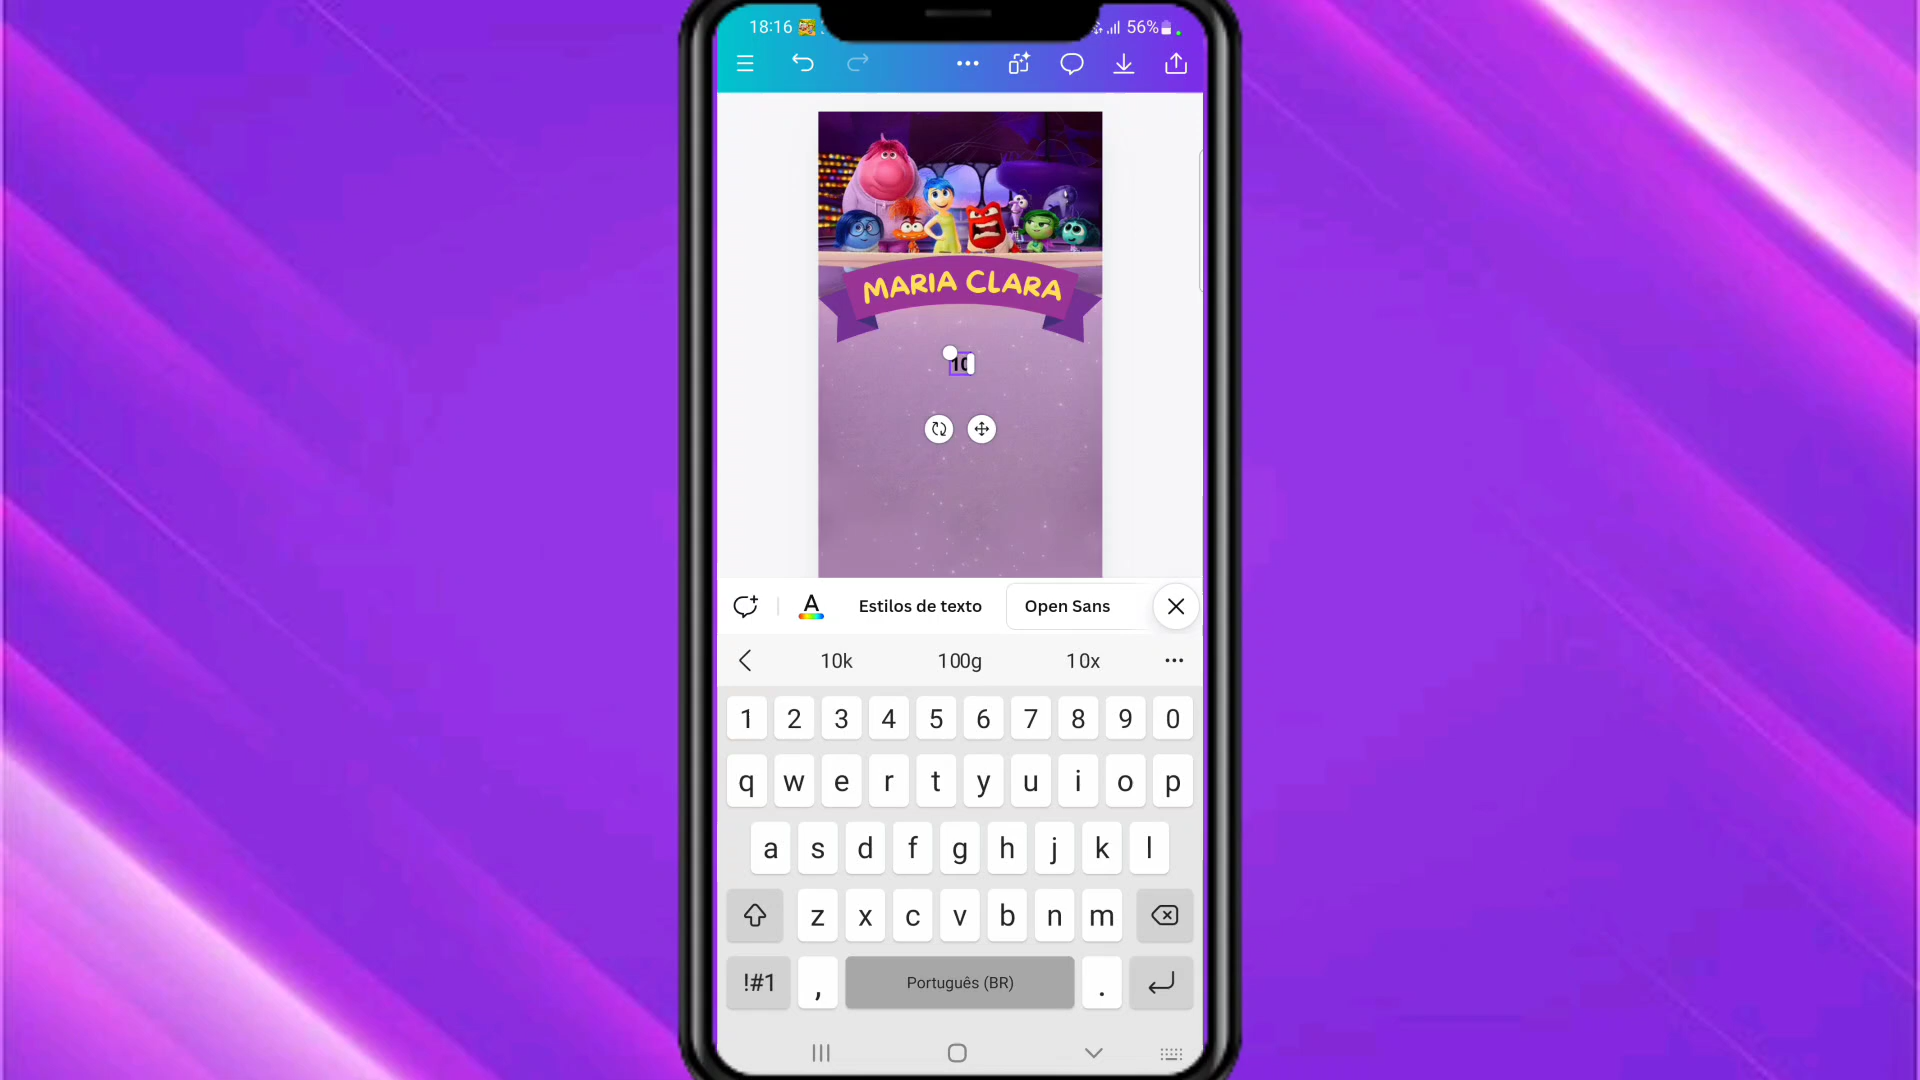 18:16
56%
MARIA CLARA
10
A
Estilos de texto
Open Sans
10k
100g
10x
1 2 3 4 5 6 7 8 9 0
q w e r t y u i o p
a s d f g h j k l
z x c v b n m
!#1 , Português (BR) .